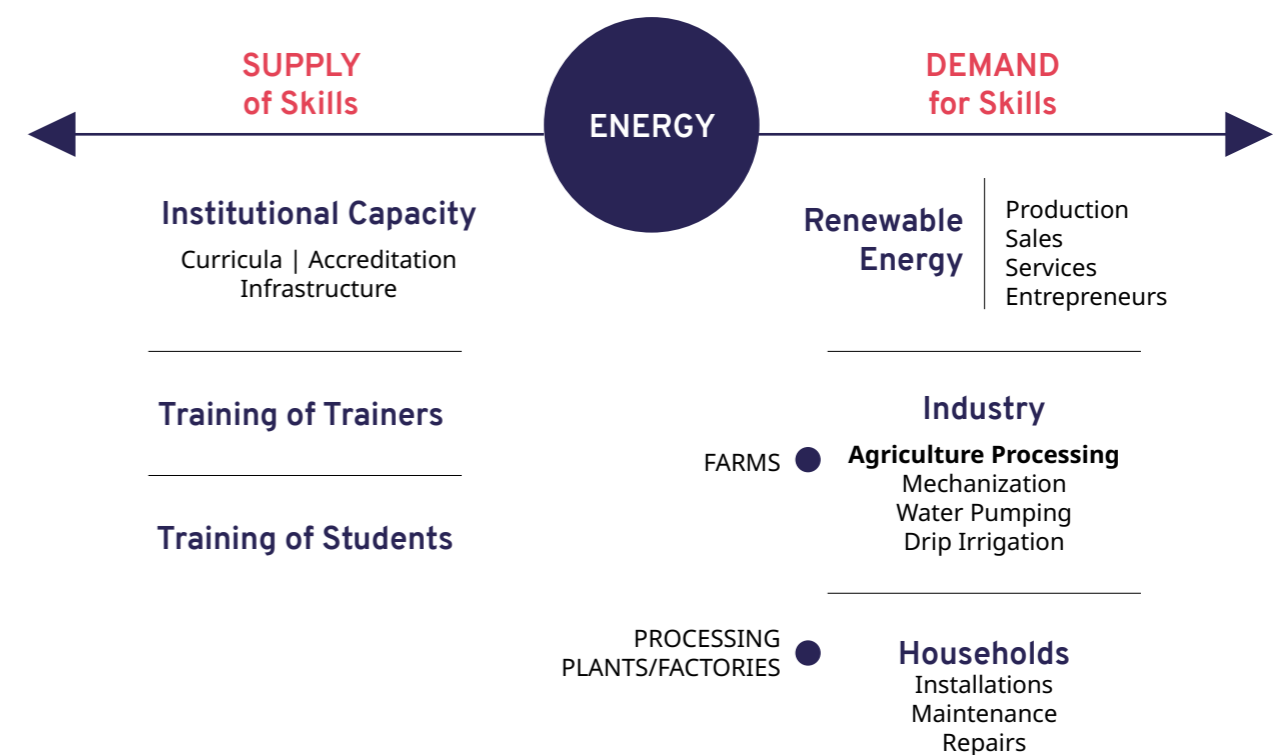 SUPPLY
of Skills
ENERGY
DEMAND
for Skills
Institutional Capacity
Curricula | Accreditation
Infrastructure
Training of Trainers
Training of Students
Renewable
Energy
Production
Sales
Services
Entrepreneurs
Industry
FARMS
Agriculture Processing
Mechanization
Water Pumping
Drip Irrigation
PROCESSING
PLANTS/FACTORIES
Households
Installations
Maintenance
Repairs